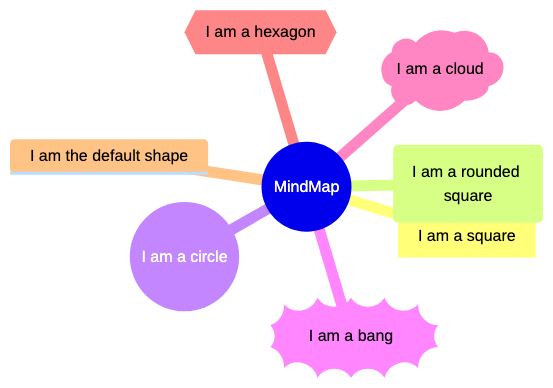 I am a hexagon
I am a cloud
I am the default shape
I am a rounded
square
MindMap
I am a square
I am a circle
I am a bang